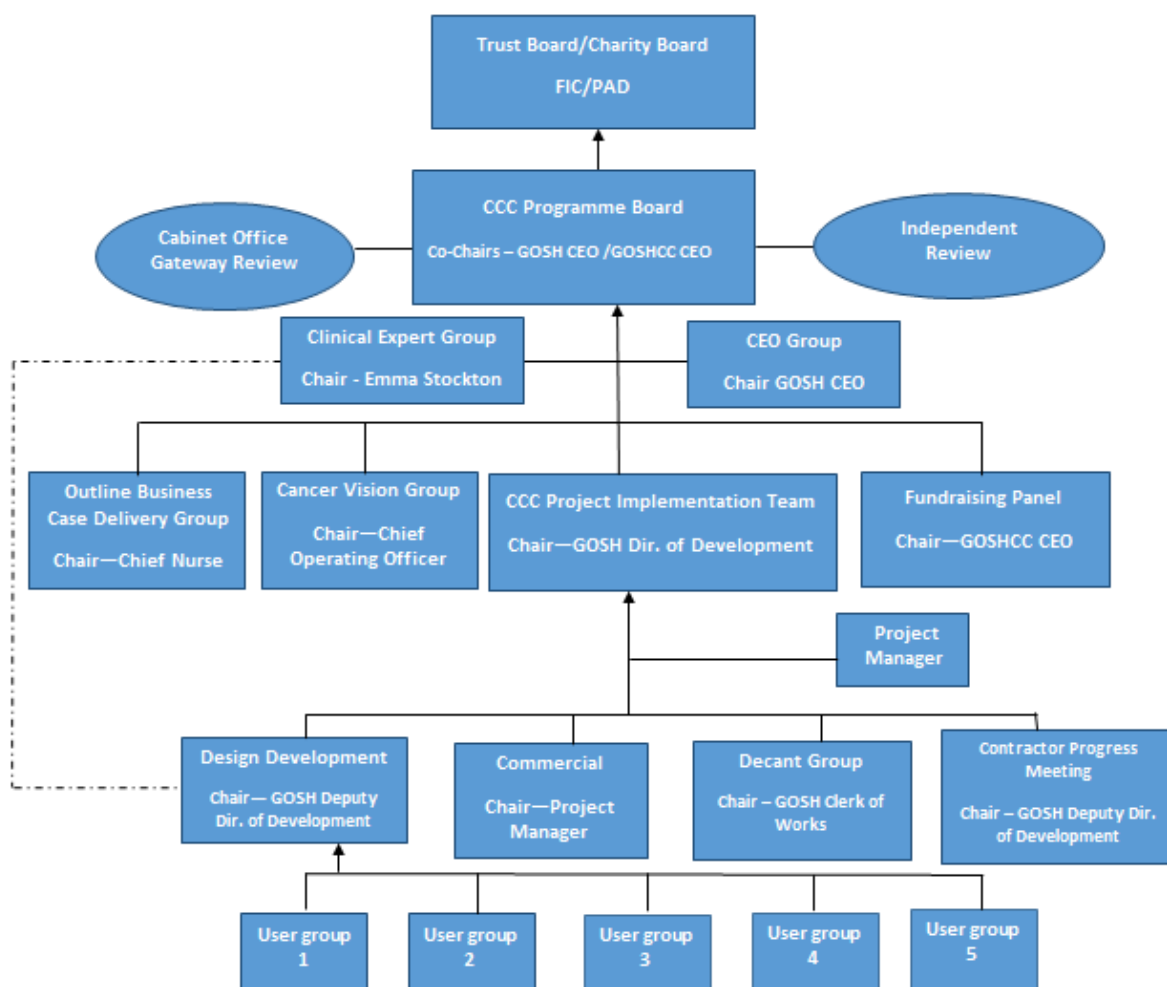 Trust Board/Charity Board
FIC/PAD
CCC Programme Board
Co-Chairs – GOSH CEO /GOSHCC CEO
Cabinet Office
Gateway Review
Independent
Review
Clinical Expert Group
Chair - Emma Stockton
CEO Group
Chair GOSH CEO
Outline Business
Case Delivery Group
Chair—Chief Nurse
Cancer Vision Group
Chair—Chief
Operating Officer
CCC Project Implementation Team
Chair—GOSH Dir. of Development
Fundraising Panel
Chair—GOSHCC CEO
Project
Manager
Design Development
Chair— GOSH Deputy
Dir. of Development
Commercial
Chair—Project
Manager
Decant Group
Chair – GOSH Clerk of
Works
Contractor Progress
Meeting
Chair – GOSH Deputy Dir.
of Development
User group
1
User group
2
User group
3
User group
4
User group
5